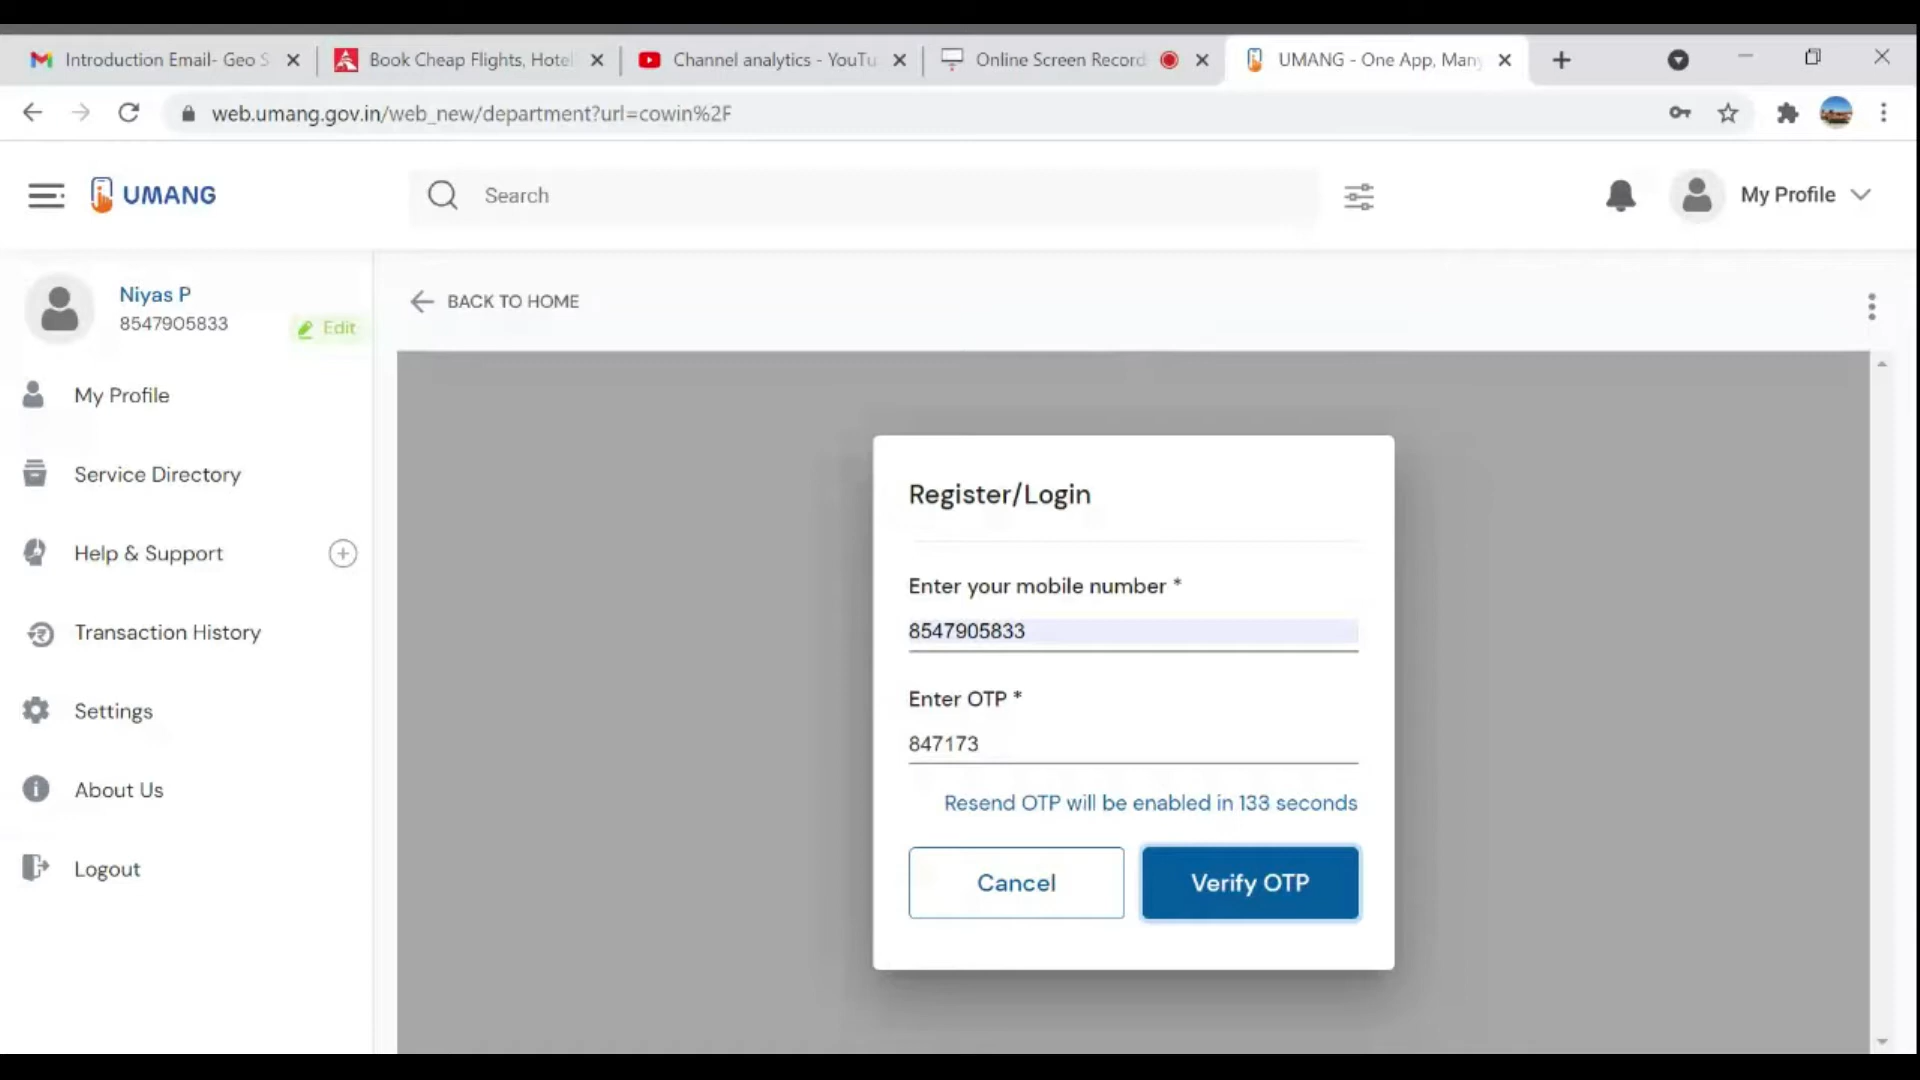 Introduction Email- Geo S
Book Cheap Flights, Hotel
Channel analytics - YouTu
Online Screen Record
UMANG - One App, Many
web.umang.gov.in/web_new/department?url=cowin%2F
UMANG
Search
My Profile
Niyas P
8547905833
Edit
BACK TO HOME
My Profile
Service Directory
Help & Support
Transaction History
Settings
About Us
Logout
Register/Login
Enter your mobile number *
8547905833
Enter OTP *
847173
Resend OTP will be enabled in 133 seconds
Cancel
Verify OTP